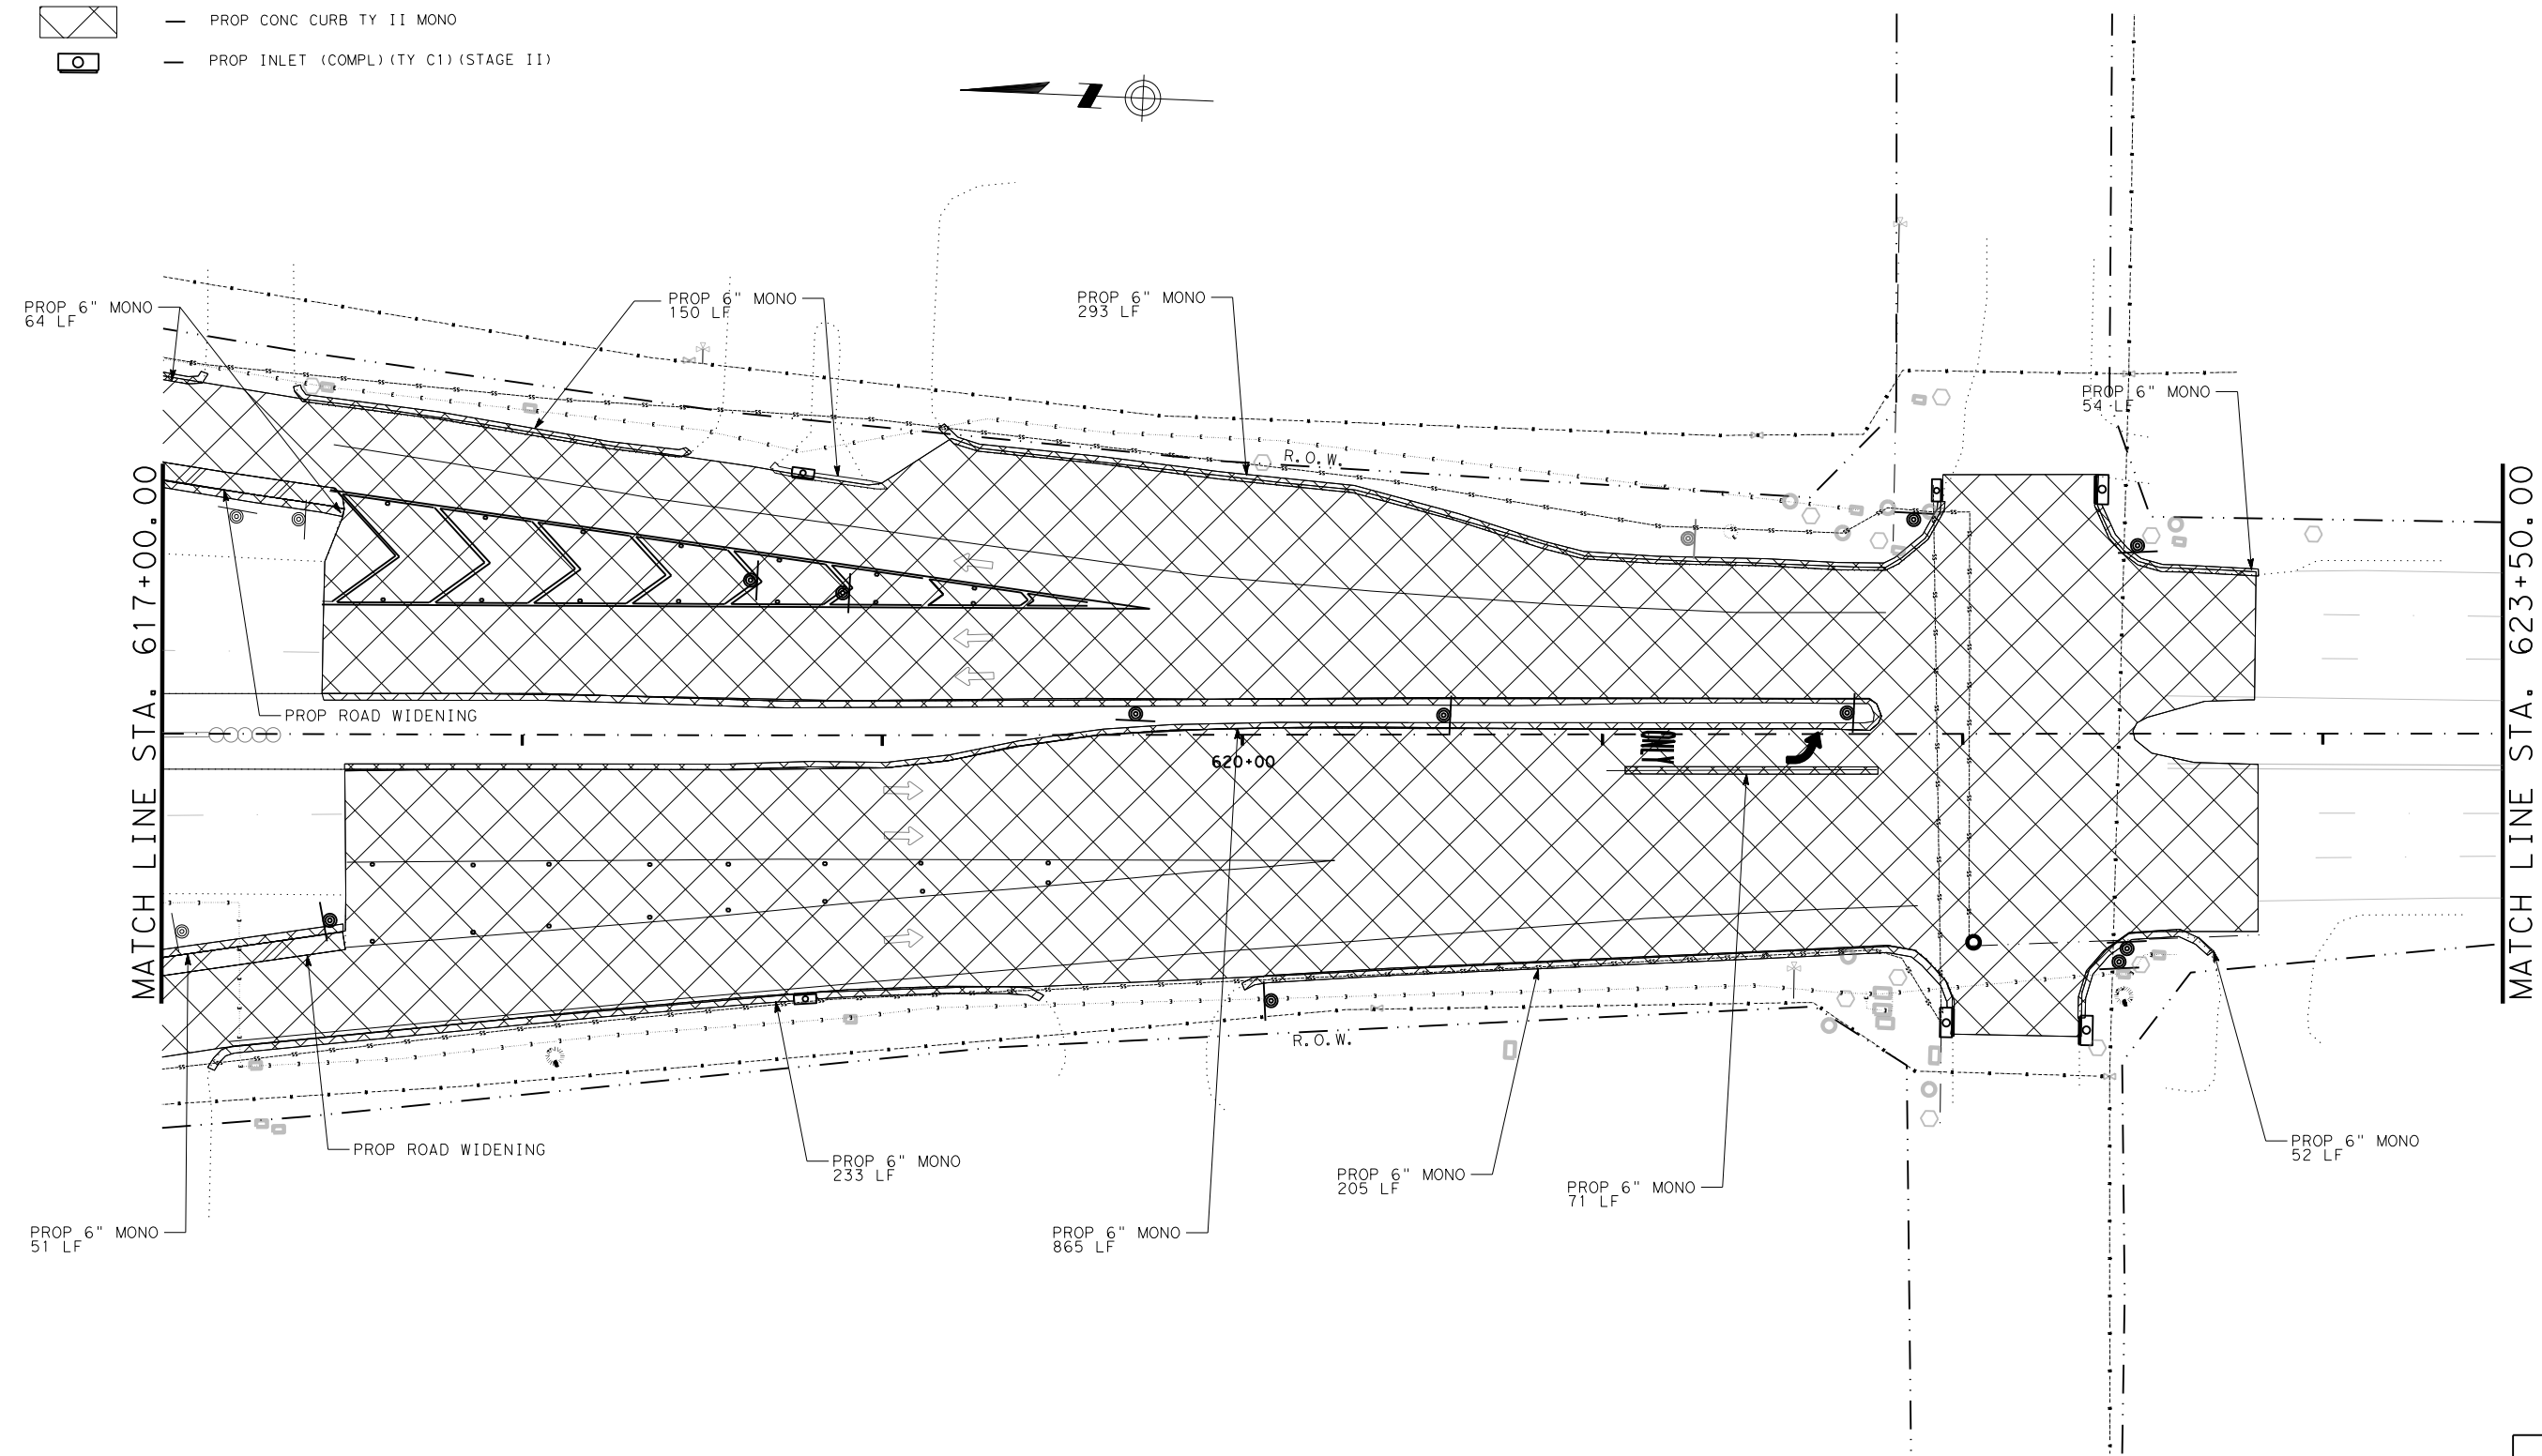 — PROP CONC CURB TY II MONO
— PROP INLET (COMPL)(TY C1)(STAGE II)
PROP 6" MONO
64 LF
PROP 6" MONO
150 LF
PROP 6" MONO
293 LF
PROP 6" MONO
54 LF
R.O.W.
MATCH LINE STA. 617+00.00
MATCH LINE STA. 623+50.00
PROP ROAD WIDENING
620+00
ONLY
R.O.W.
PROP ROAD WIDENING
PROP 6" MONO
233 LF
PROP 6" MONO
205 LF
PROP 6" MONO
71 LF
PROP 6" MONO
52 LF
PROP 6" MONO
51 LF
PROP 6" MONO
865 LF